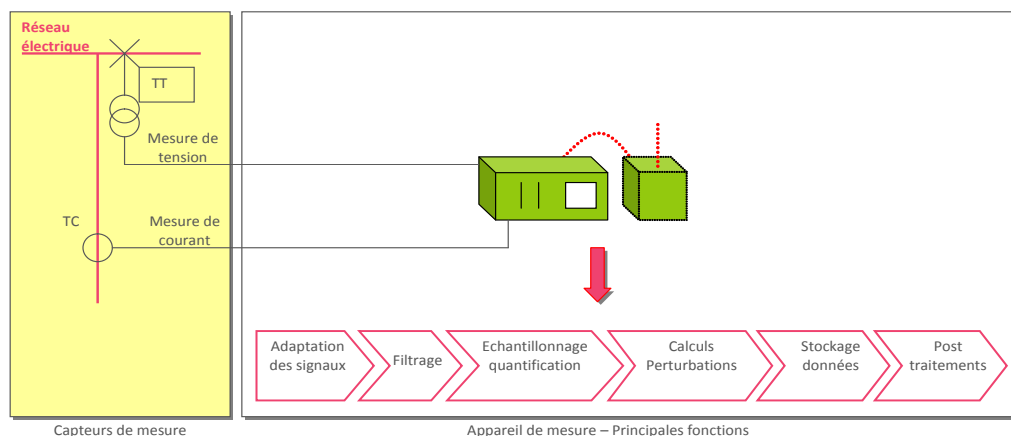 Réseau
électrique
TT
Mesure de
tension
TC
Mesure de
courant
Adaptation
des signaux
Filtrage
Echantillonnage
quantification
Calculs
Perturbations
Stockage
données
Post
traitements
Capteurs de mesure
Appareil de mesure – Principales fonctions